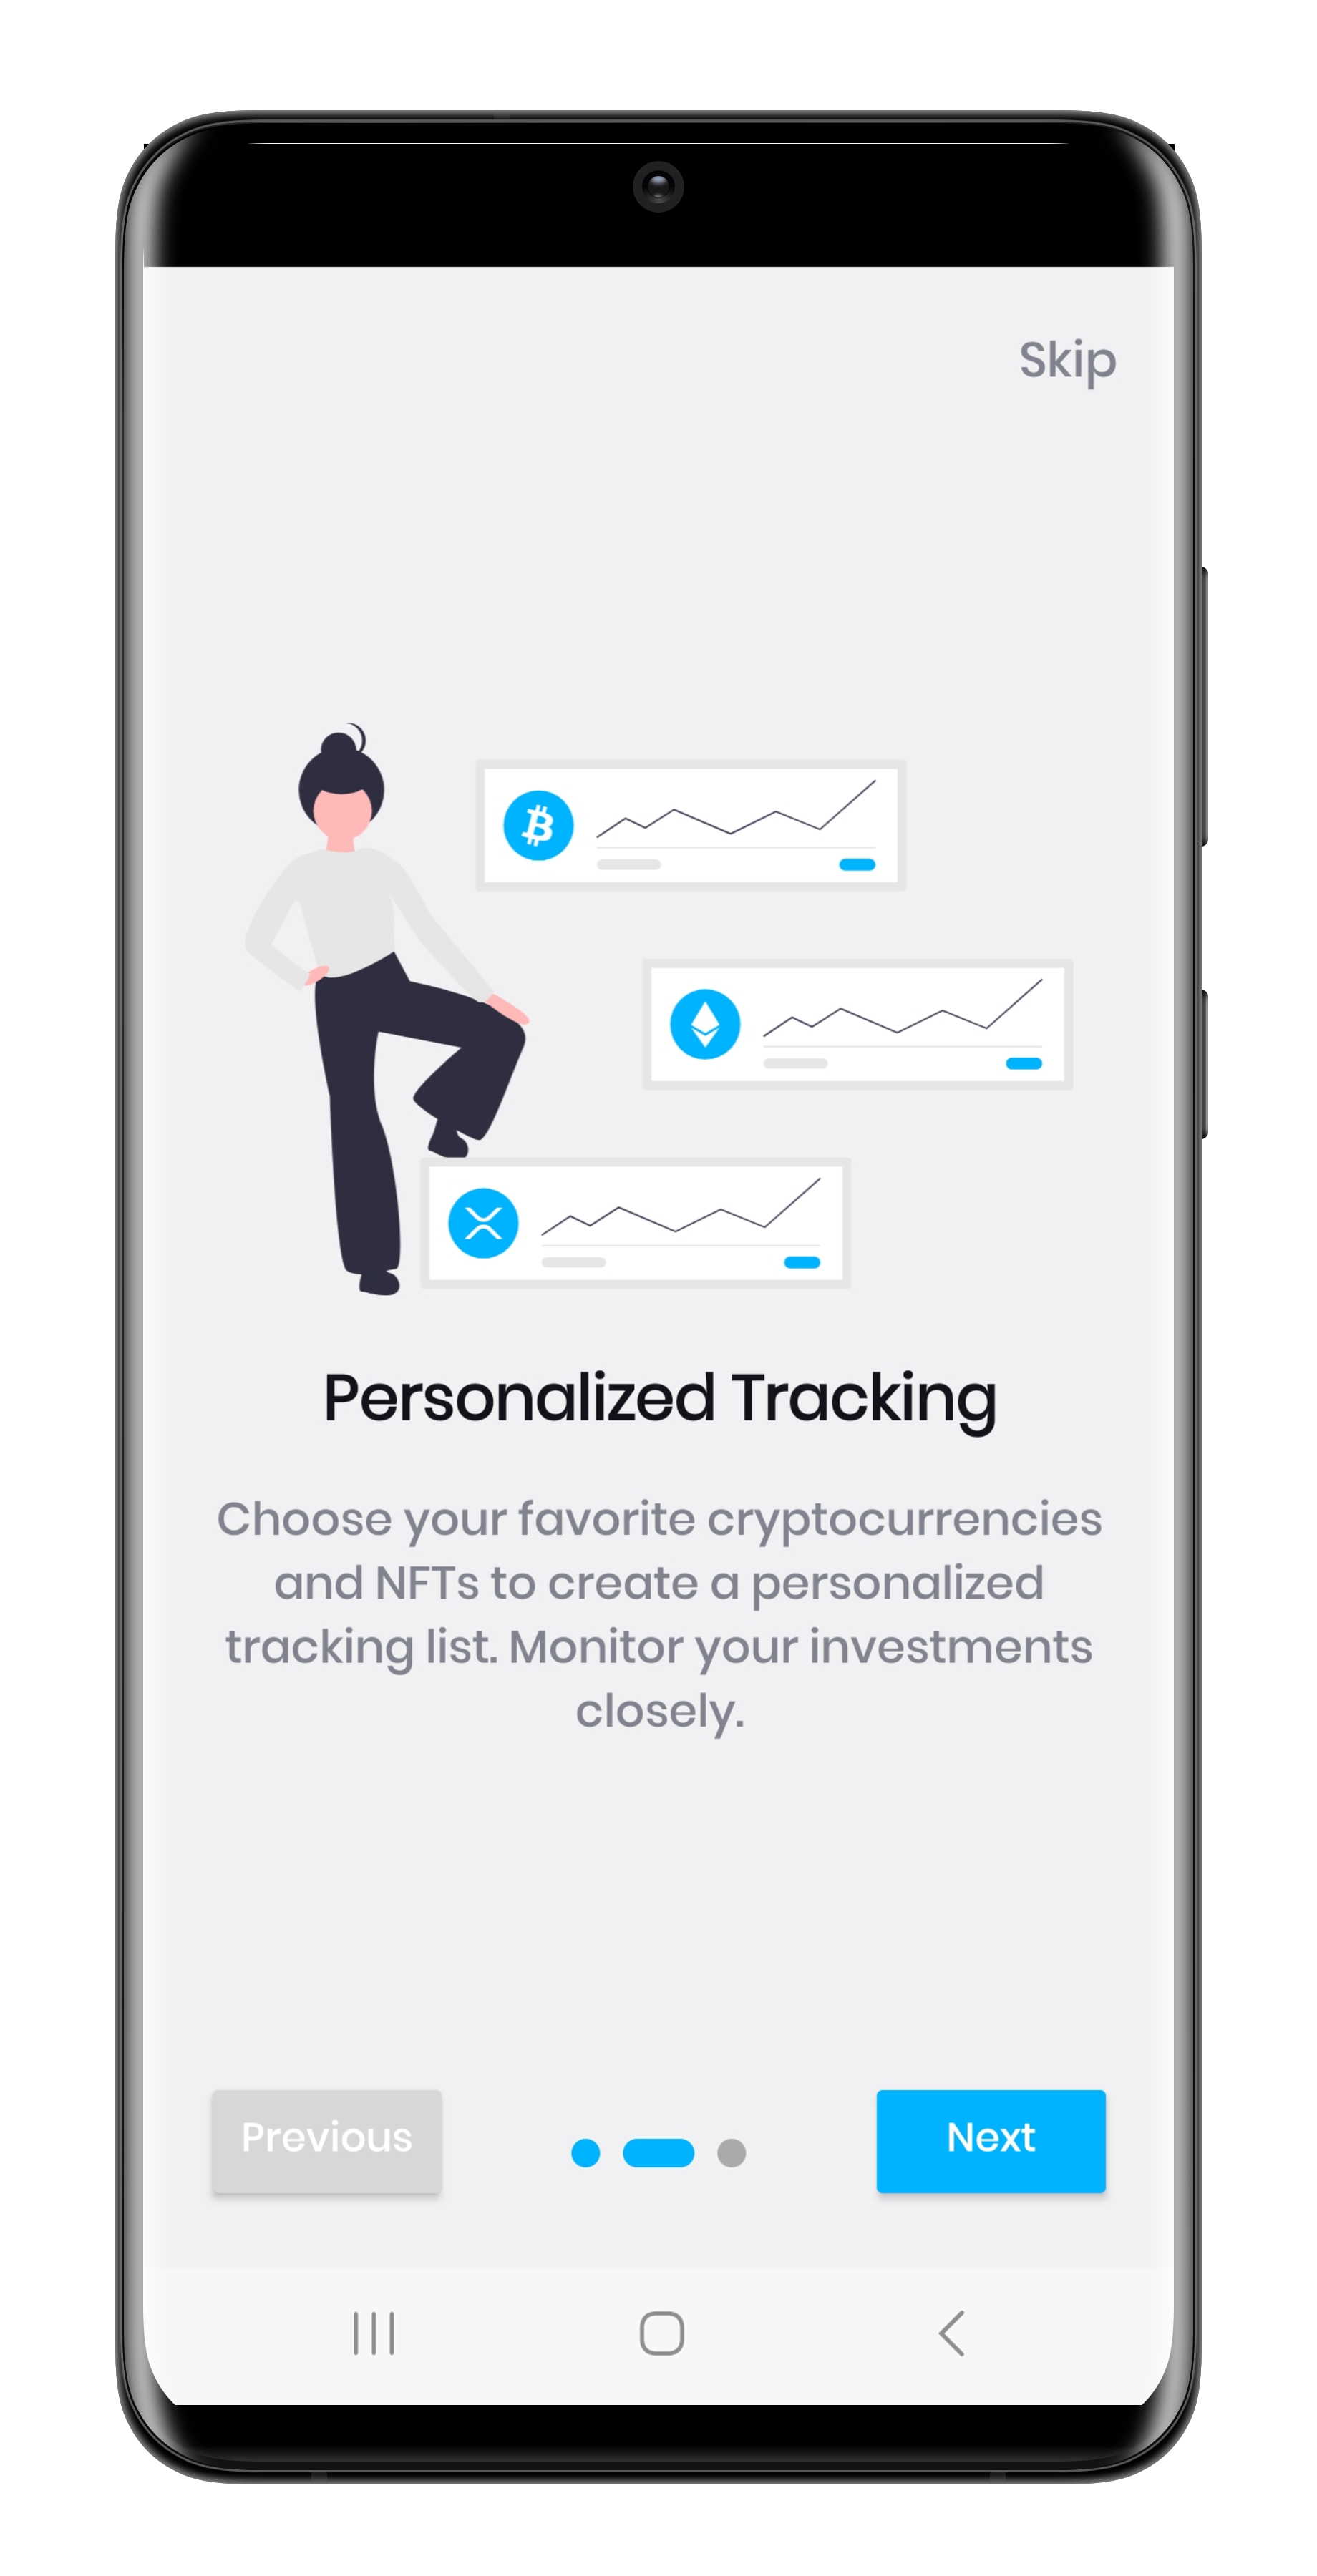 Skip
Personalized Tracking
Choose your favorite cryptocurrencies
and NFTs to create a personalized
tracking list. Monitor your investments
closely.
Previous
Next